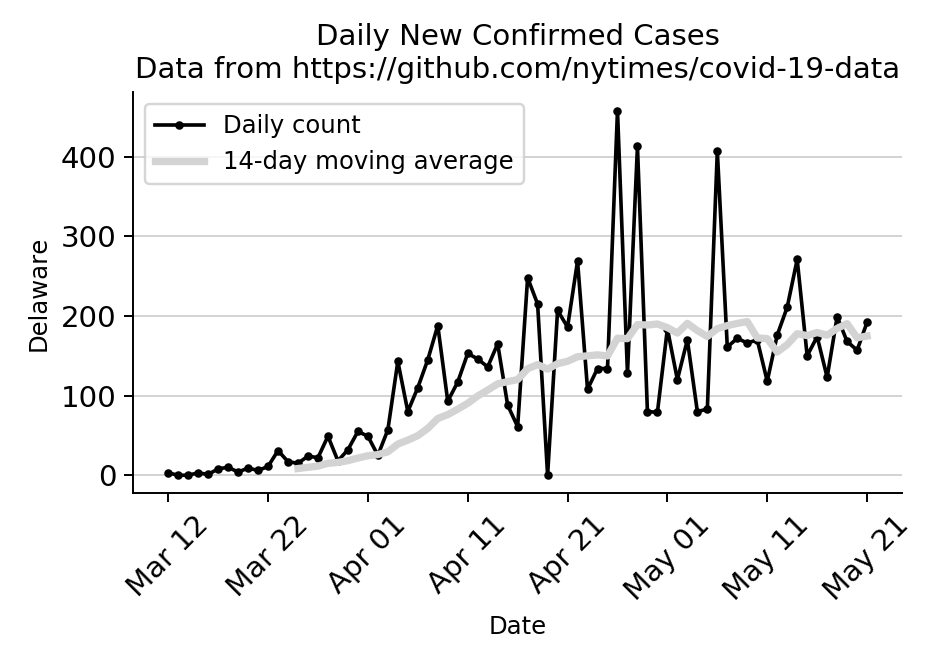 Daily New Confirmed Cases
Data from https://github.com/nytimes/covid-19-data
Daily count
14-day moving average
400
300
200
100
0
Delaware
Mar 12
Mar 22
Apr 01
Apr 11
Apr 21
May 01
May 11
May 21
Date